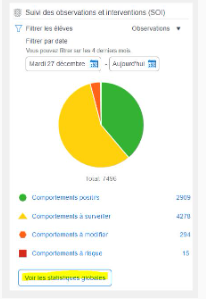 Suivi des observations et interventions (SOI)
Filtrer les élèves Observations
Filtrer par date
Vous pouvez filtrer sur les 4 derniers mois
Mardi 27 décembre - Aujourd'hui
Total: 7496
Comportements positifs 2909
Comportements à surveiller 4278
Comportements à modifier 294
Comportements à risque 15
Voir les statistiques globales